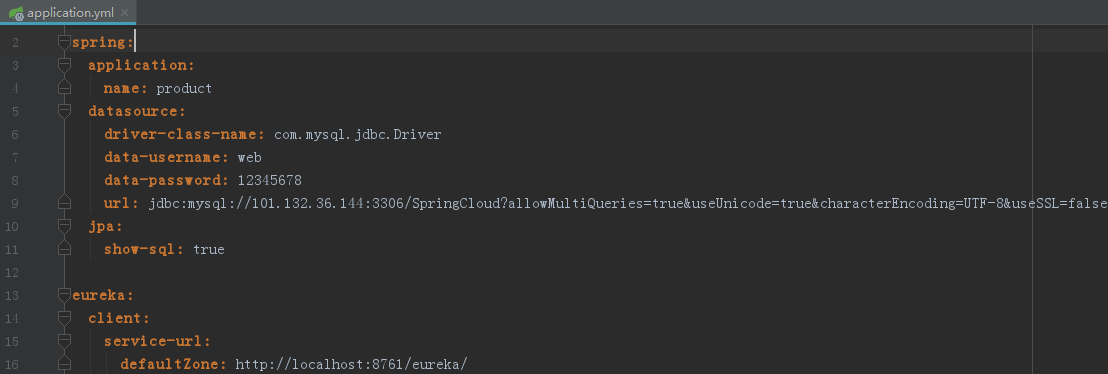 application.yml
2 spring:
3 application:
4 name: product
5 datasource:
6 driver-class-name: com.mysql.jdbc.Driver
7 data-username: web
8 data-password: 12345678
9 url: jdbc:mysql://101.132.36.144:3306/SpringCloud?allowMultiQueries=true&useUnicode=true&characterEncoding=UTF-8&useSSL=false
10 jpa:
11 show-sql: true
12
13 eureka:
14 client:
15 service-url:
16 defaultZone: http://localhost:8761/eureka/